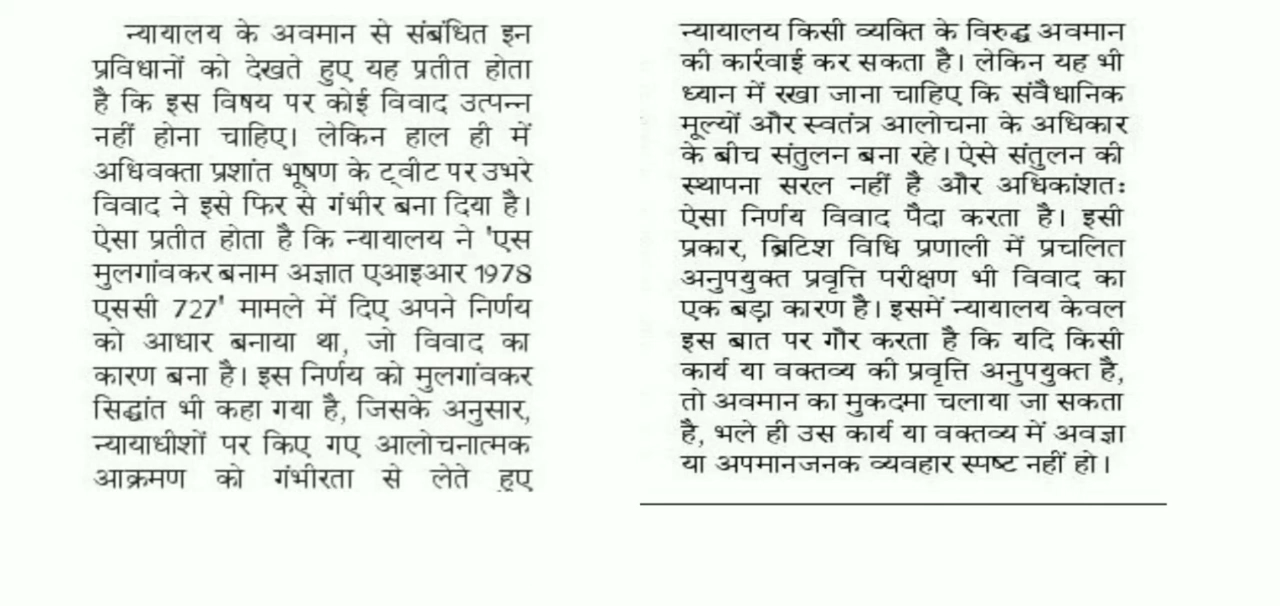 न्यायालय के अवमान से संबंधित इन
प्रविधानों को देखते हुए यह प्रतीत होता
है कि इस विषय पर कोई विवाद उत्पन्न
नहीं होना चाहिए। लेकिन हाल ही में
अधिवक्ता प्रशांत भूषण के ट्वीट पर उभरे
विवाद ने इसे फिर से गंभीर बना दिया है।
ऐसा प्रतीत होता है कि न्यायालय ने 'एस
मुलगांवकर बनाम अज्ञात एआइआर 1978
एससी 727' मामले में दिए अपने निर्णय
को आधार बनाया था, जो विवाद का
कारण बना है। इस निर्णय को मुलगांवकर
सिद्धांत भी कहा गया है, जिसके अनुसार,
न्यायाधीशों पर किए गए आलोचनात्मक
आक्रमण को गंभीरता से लेते हुए
न्यायालय किसी व्यक्ति के विरुद्ध अवमान
की कार्रवाई कर सकता है। लेकिन यह भी
ध्यान में रखा जाना चाहिए कि संवैधानिक
मूल्यों और स्वतंत्र आलोचना के अधिकार
के बीच संतुलन बना रहे। ऐसे संतुलन की
स्थापना सरल नहीं है और अधिकांशतः
ऐसा निर्णय विवाद पैदा करता है। इसी
प्रकार, ब्रिटिश विधि प्रणाली में प्रचलित
अनुपयुक्त प्रवृत्ति परीक्षण भी विवाद का
एक बड़ा कारण है। इसमें न्यायालय केवल
इस बात पर गौर करता है कि यदि किसी
कार्य या वक्तव्य की प्रवृत्ति अनुपयुक्त है,
तो अवमान का मुकदमा चलाया जा सकता
है, भले ही उस कार्य या वक्तव्य में अवज्ञा
या अपमानजनक व्यवहार स्पष्ट नहीं हो।